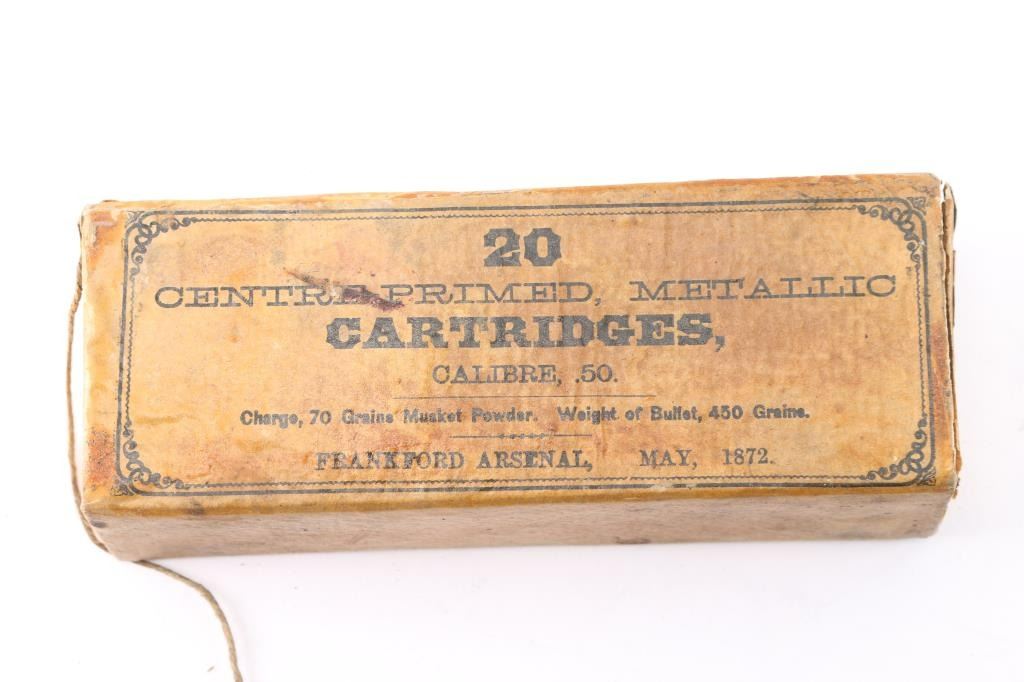 20
CENTRE-PRIMED, METALLIC
CARTRIDGES,
CALIBRE, .50.
Charge, 70 Grains Musket Powder. Weight of Bullet, 450 Grains.
FRANKFORD ARSENAL, MAY, 1872.